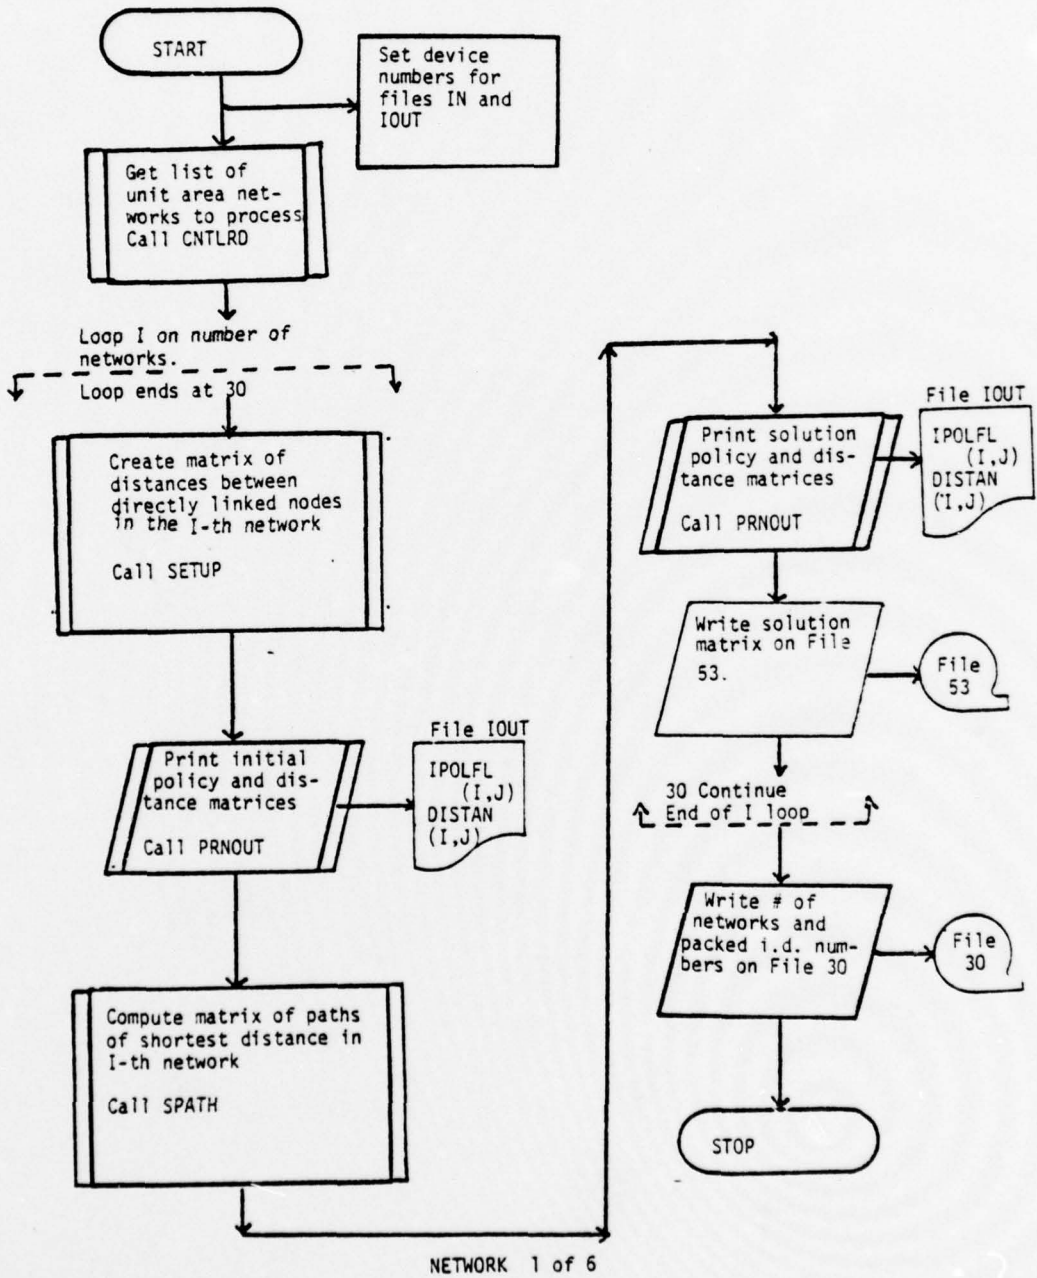 START
Set device
numbers for
files IN and
IOUT
Get list of
unit area net-
works to process
Call CNTLRD
Loop I on number of
networks.
Loop ends at 30
Create matrix of
distances between
directly linked nodes
in the I-th network
Call SETUP
Print initial
policy and dis-
tance matrices
Call PRNOUT
File IOUT
IPOLFL
(I,J)
DISTAN
(I,J)
Compute matrix of paths
of shortest distance in
I-th network
Call SPATH
Print solution
policy and dis-
tance matrices
Call PRNOUT
File IOUT
IPOLFL
(I,J)
DISTAN
(I,J)
Write solution
matrix on File
53.
File
53
30 Continue
End of I loop
Write # of
networks and
packed i.d. num-
bers on File 30
File
30
STOP
NETWORK 1 of 6